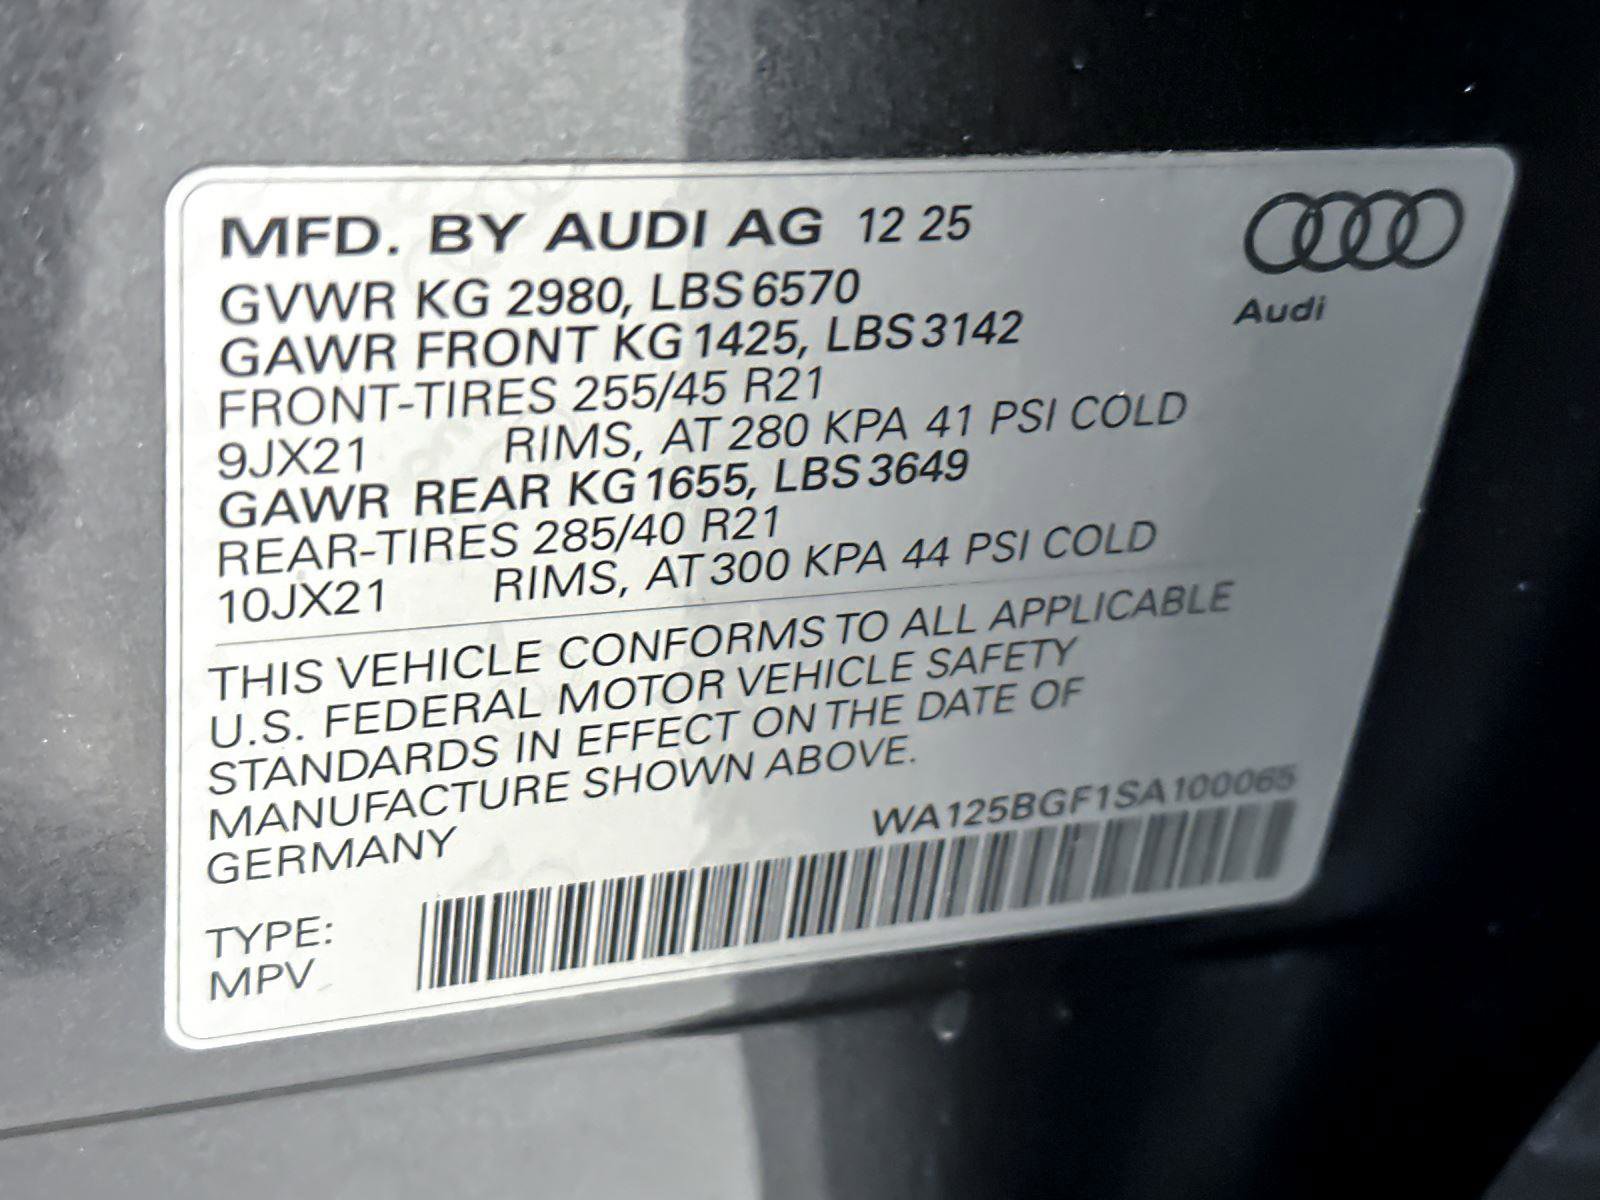 MFD. BY AUDI AG 12 25
Audi
GVWR KG 2980, LBS 6570
GAWR FRONT KG 1425, LBS 3142
FRONT-TIRES 255/45 R21
9JX21 RIMS, AT 280 KPA 41 PSI COLD
GAWR REAR KG 1655, LBS 3649
REAR-TIRES 285/40 R21
10JX21 RIMS, AT 300 KPA 44 PSI COLD
THIS VEHICLE CONFORMS TO ALL APPLICABLE
U.S. FEDERAL MOTOR VEHICLE SAFETY
STANDARDS IN EFFECT ON THE DATE OF
MANUFACTURE SHOWN ABOVE.
GERMANY
WA125BGF1SA100065
TYPE:
MPV